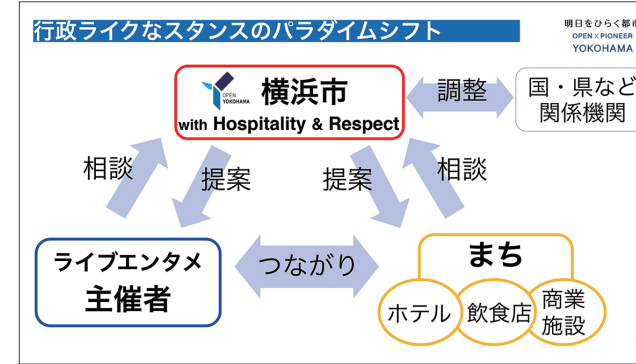 行政ライクなスタンスのパラダイムシフト
明日をひらく都市
OPEN × PIONEER
YOKOHAMA
OPEN
YOKOHAMA
横浜市
with Hospitality & Respect
調整
国・県など
関係機関
相談
提案
提案
相談
ライブエンタメ
主催者
つながり
まち
ホテル
飲食店
商業
施設